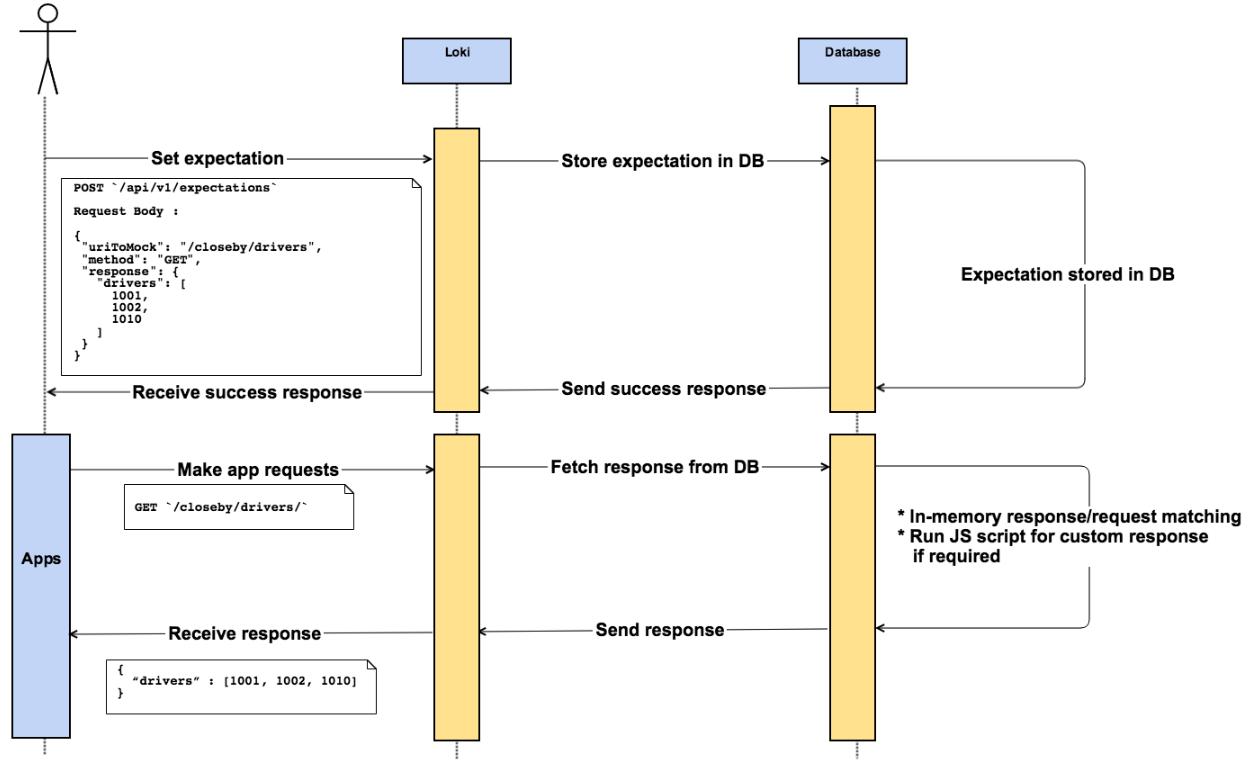 Loki
Database
Set expectation
Store expectation in DB
POST `/api/v1/expectations`
Request Body :
{
"uriToMock": "/closeby/drivers",
"method": "GET",
"response": {
"drivers": [
1001,
1002,
1010
]
}
}
Expectation stored in DB
Receive success response
Send success response
Make app requests
Fetch response from DB
GET `/closeby/drivers/`
* In-memory response/request matching
* Run JS script for custom response
if required
Apps
Receive response
Send response
{
“drivers” : [1001, 1002, 1010]
}